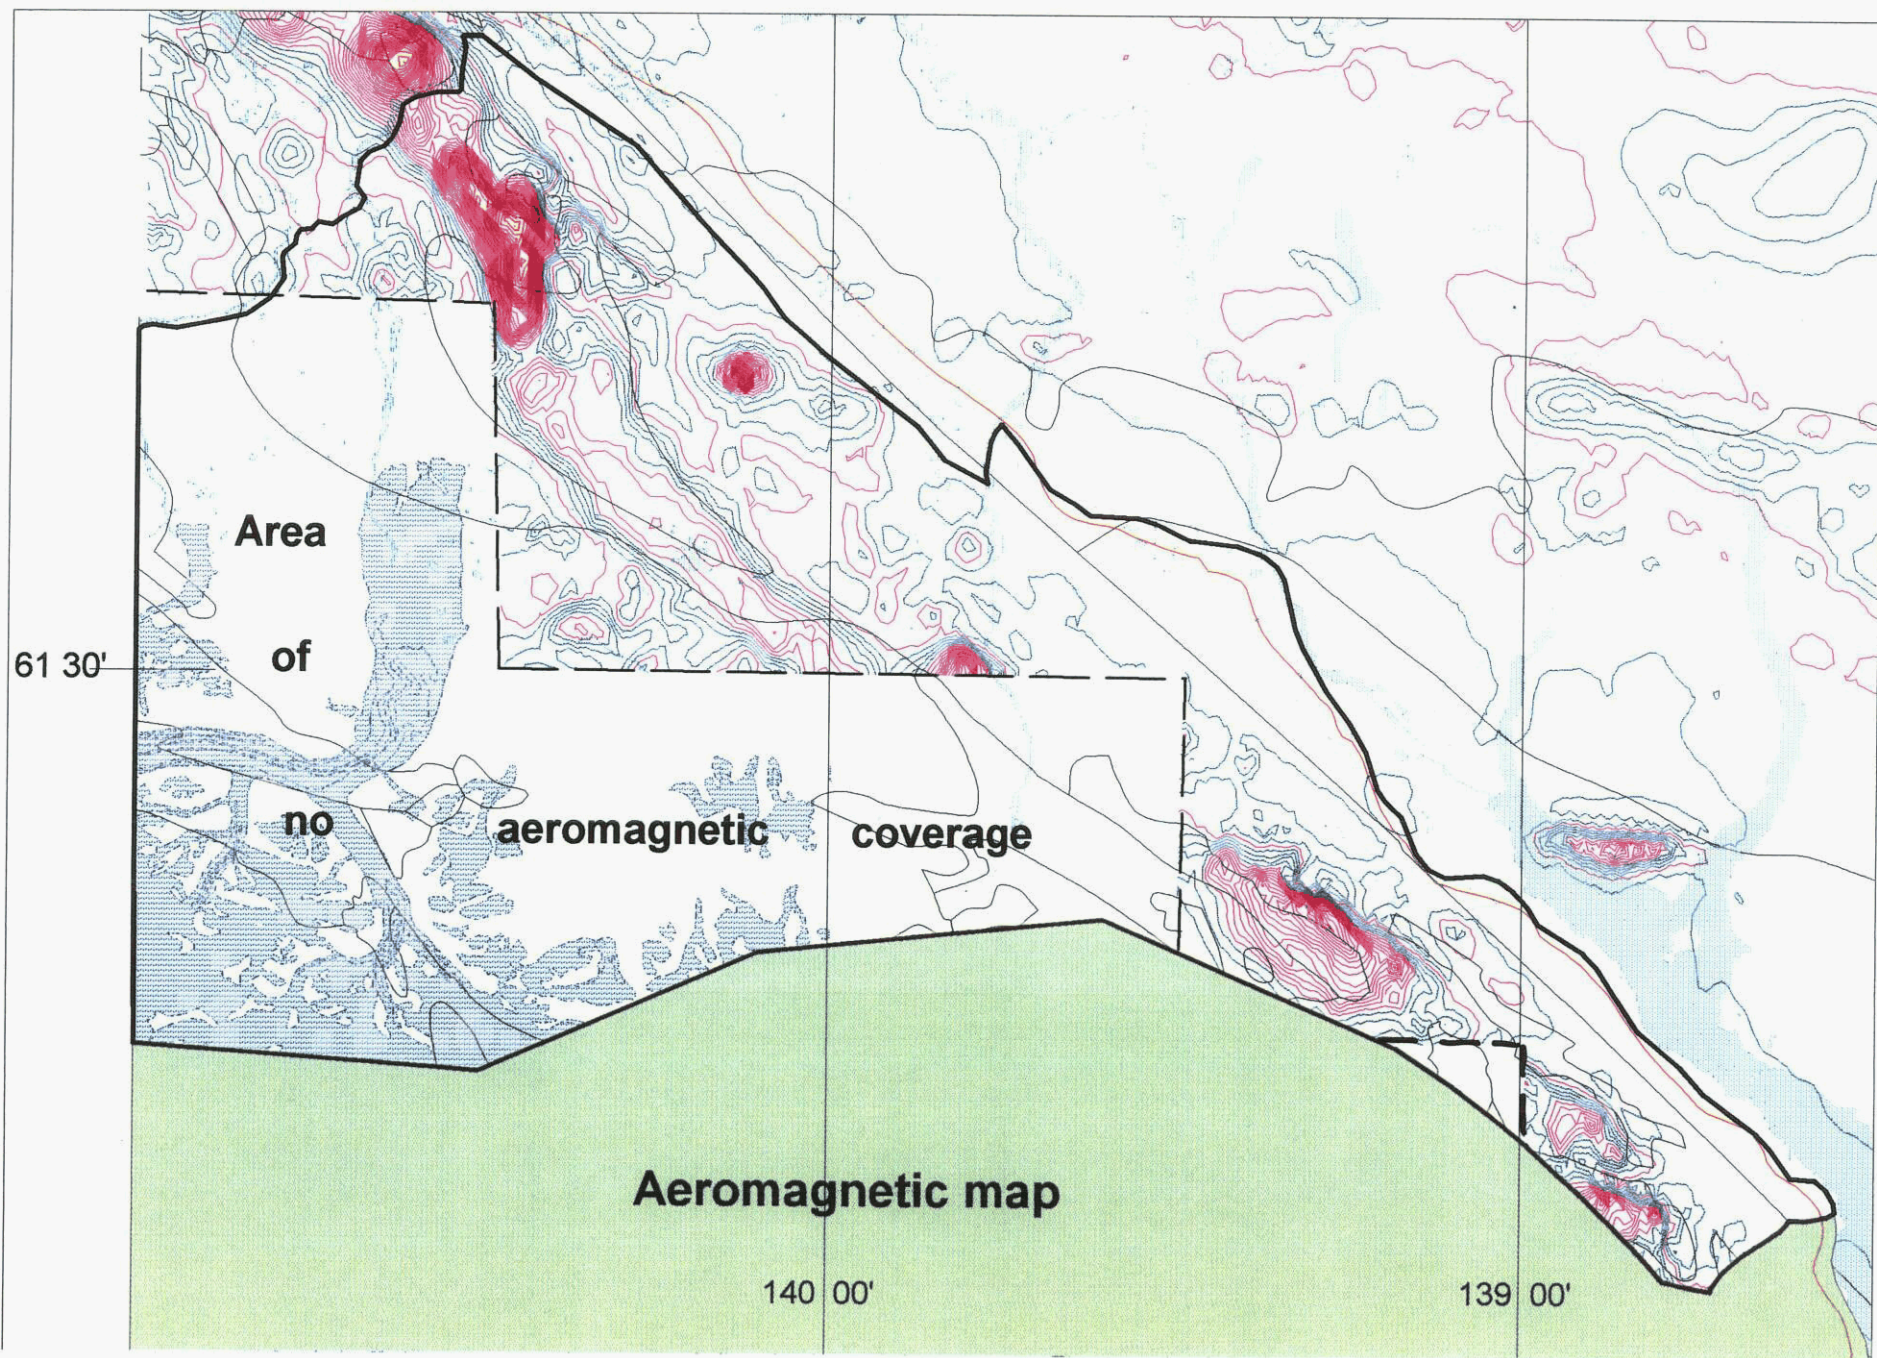 Area
of
61 30'
no aeromagnetic coverage
Aeromagnetic map
140 00' 139 00'